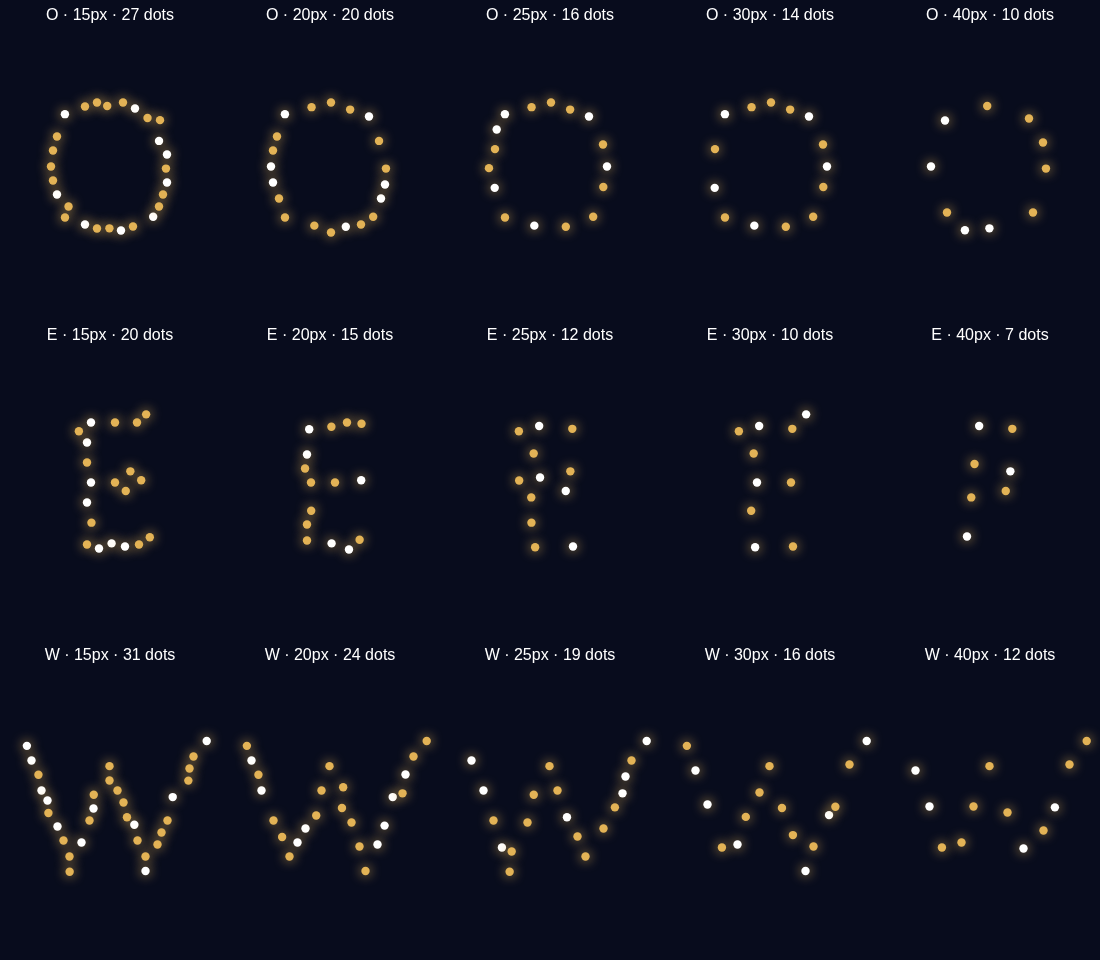 O · 15px · 27 dots O · 20px · 20 dots O · 25px · 16 dots O · 30px · 14 dots O · 40px · 10 dots
O O O O O
E · 15px · 20 dots E · 20px · 15 dots E · 25px · 12 dots E · 30px · 10 dots E · 40px · 7 dots
E E E E E
W · 15px · 31 dots W · 20px · 24 dots W · 25px · 19 dots W · 30px · 16 dots W · 40px · 12 dots
W W W W W